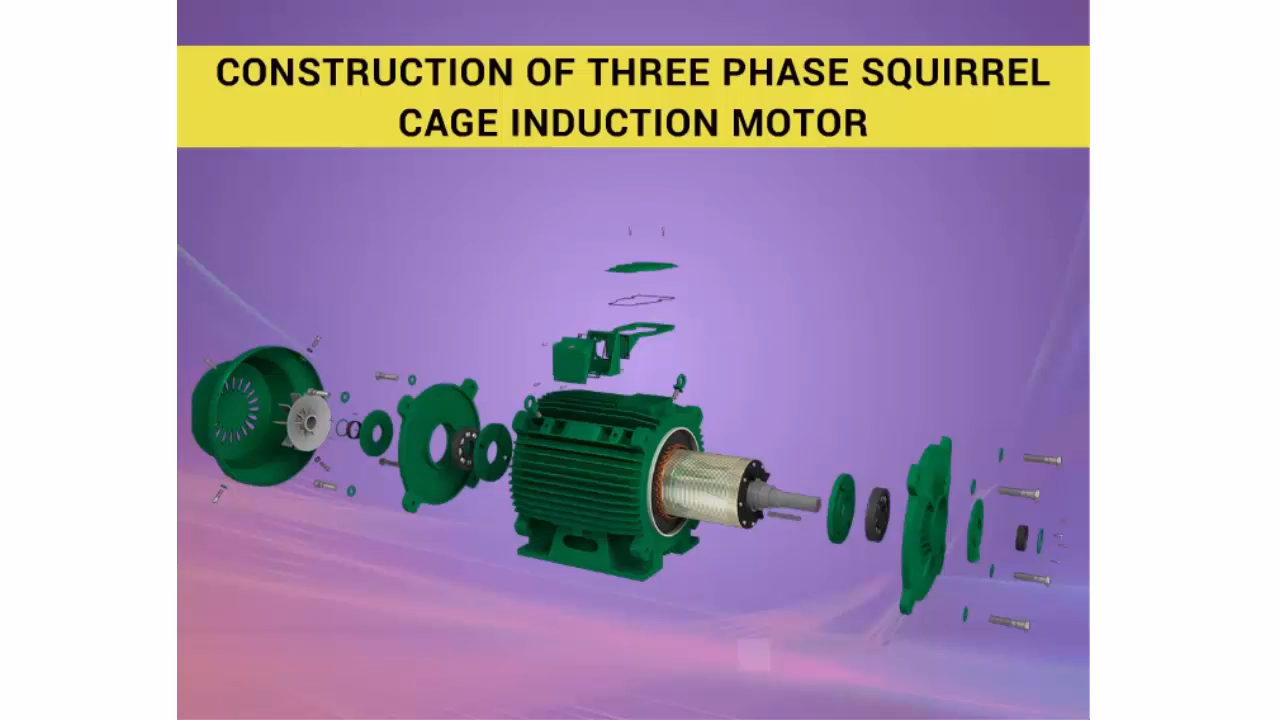 CONSTRUCTION OF THREE PHASE SQUIRREL
CAGE INDUCTION MOTOR